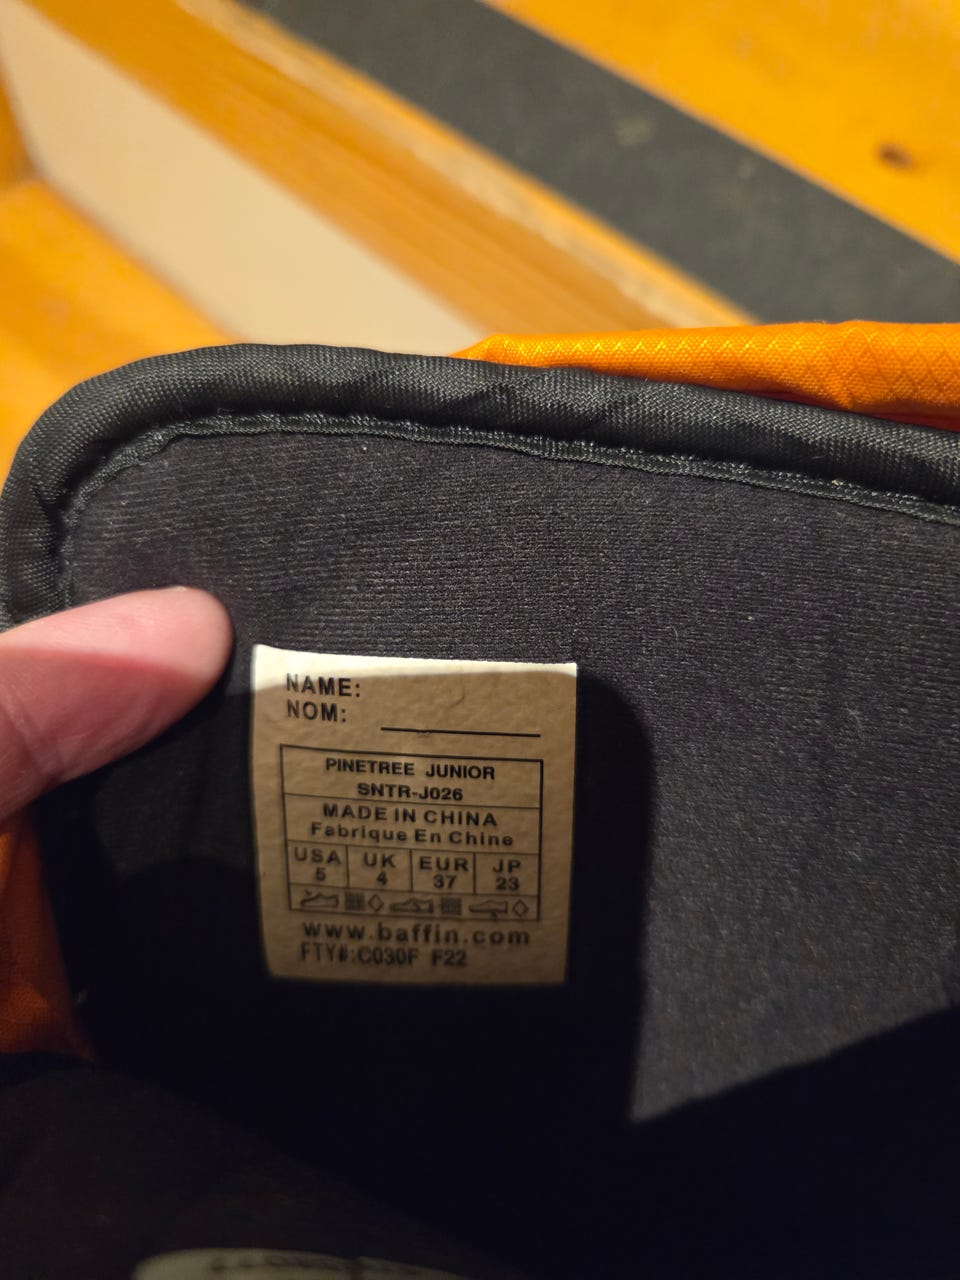 NAME:
NOM:
PINETREE JUNIOR
SNTR-J026
MADE IN CHINA
Fabrique En Chine
USA UK EUR JP
5 4 37 23
www.baffin.com
FTY#:C030F F22